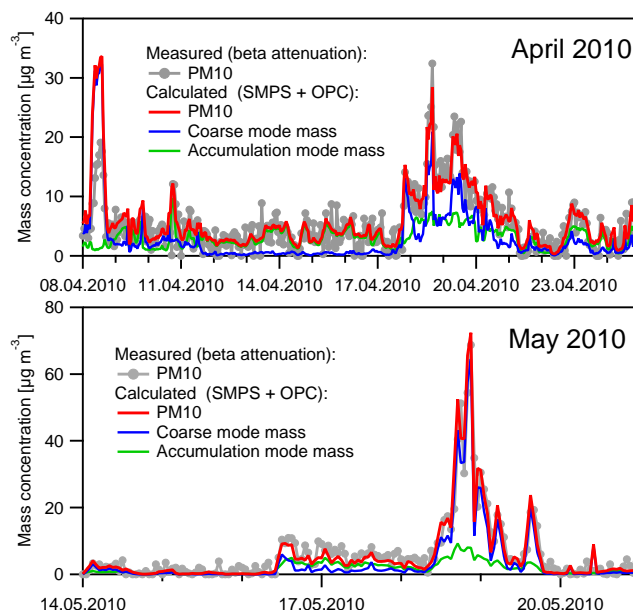 April 2010
Mass concentration [µg m⁻³]
40
30
20
10
0
Measured (beta attenuation):
PM10
Calculated (SMPS + OPC):
PM10
Coarse mode mass
Accumulation mode mass
08.04.2010 11.04.2010 14.04.2010 17.04.2010 20.04.2010 23.04.2010
May 2010
Mass concentration [µg m⁻³]
80
60
40
20
0
Measured (beta attenuation):
PM10
Calculated (SMPS + OPC):
PM10
Coarse mode mass
Accumulation mode mass
14.05.2010 17.05.2010 20.05.2010